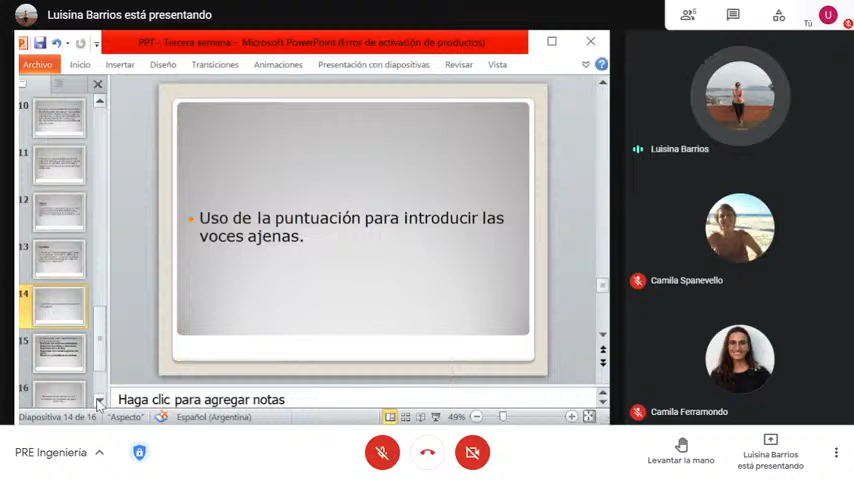 Luisina Barrios está presentando
5
Tú
U
PPT - Tercera semana - Microsoft PowerPoint (Error de activación de productos)
Archivo Inicio Insertar Diseño Transiciones Animaciones Presentación con diapositivas Revisar Vista
10
11
12
13
14
15
16
• Uso de la puntuación para introducir las
voces ajenas.
Haga clic para agregar notas
Diapositiva 14 de 16 "Aspecto" Español (Argentina) 49%
Luisina Barrios
Camila Spanevello
Camila Ferramondo
PRE Ingeniería
Levantar la mano
Luisina Barrios
está presentando